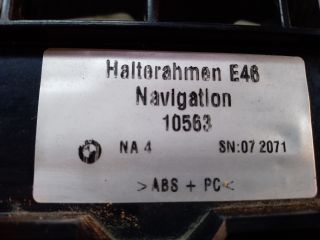 Halterahmen E46
Navigation
10563
NA 4 SN:07 2071
>ABS + PC<